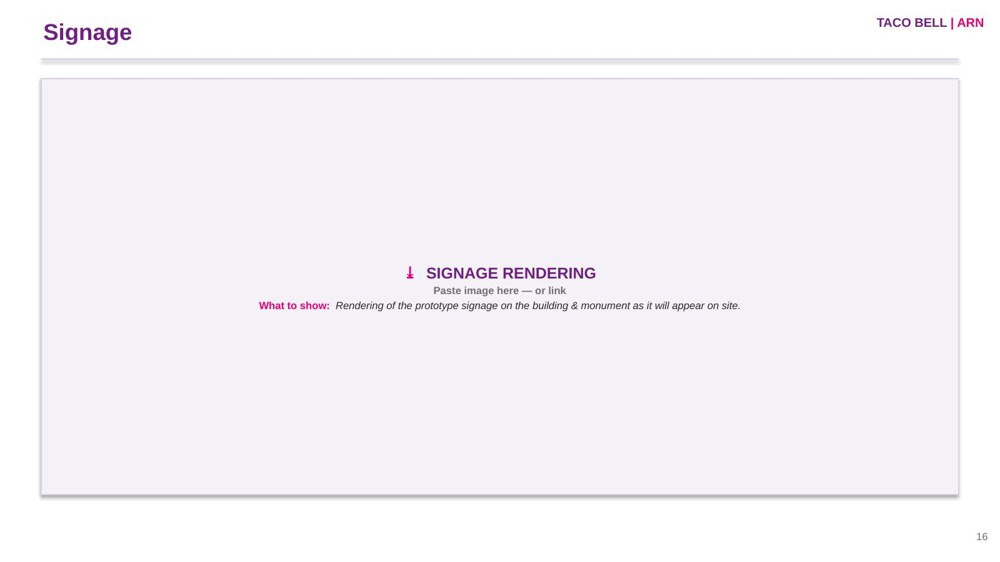 Signage
TACO BELL | ARN
⤓ SIGNAGE RENDERING
Paste image here — or link
What to show: Rendering of the prototype signage on the building & monument as it will appear on site.
16